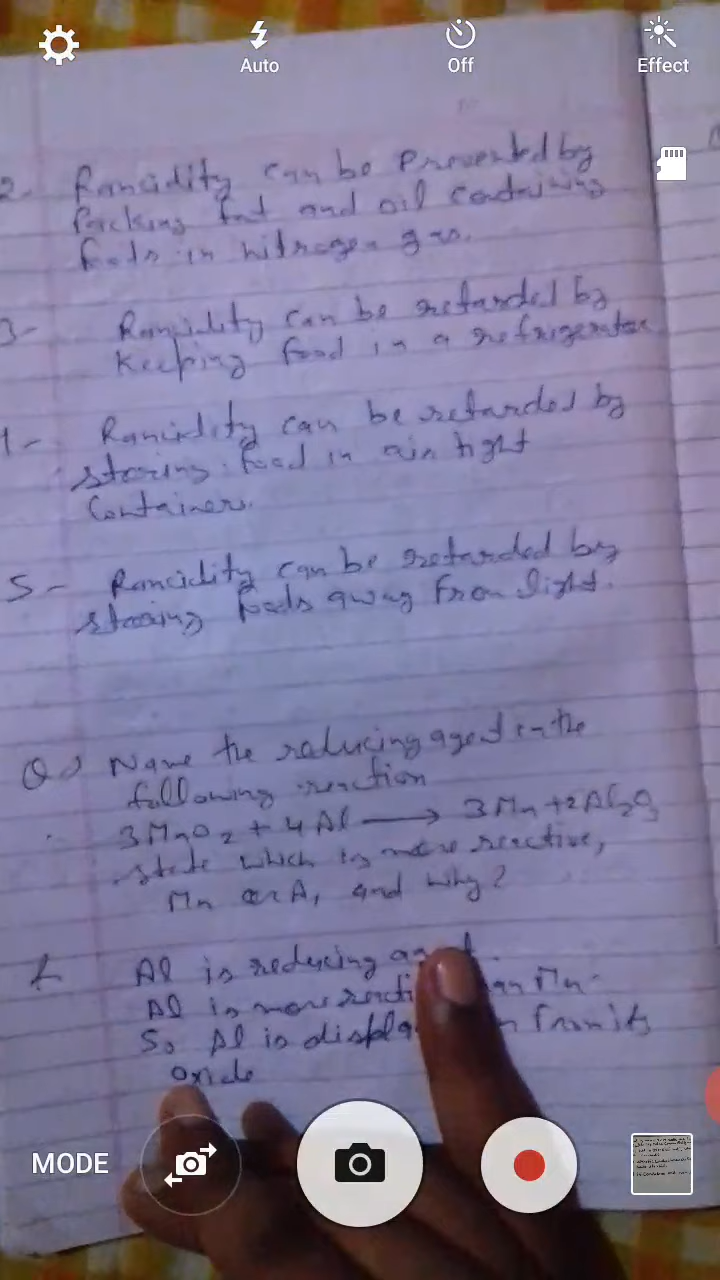 Auto
Off
Effect
2- Rancidity can be Prevented by
Packing fat and oil containing
foods in nitrogen gas.
3- Rancidity can be retarded by
Keeping food in a refrigerator
Rancidity can be retarded by
storing food in air tight
Container.
5- Rancidity can be retarded by
storing foods away from light.
Name the reducing agent in the
following reaction
3MnO2 + 4Al → 3Mn + 2Al2O3
state which is more reactive,
Mn or A, and why?
Al is reducing
Al is more
So Al is from its
oxide
MODE